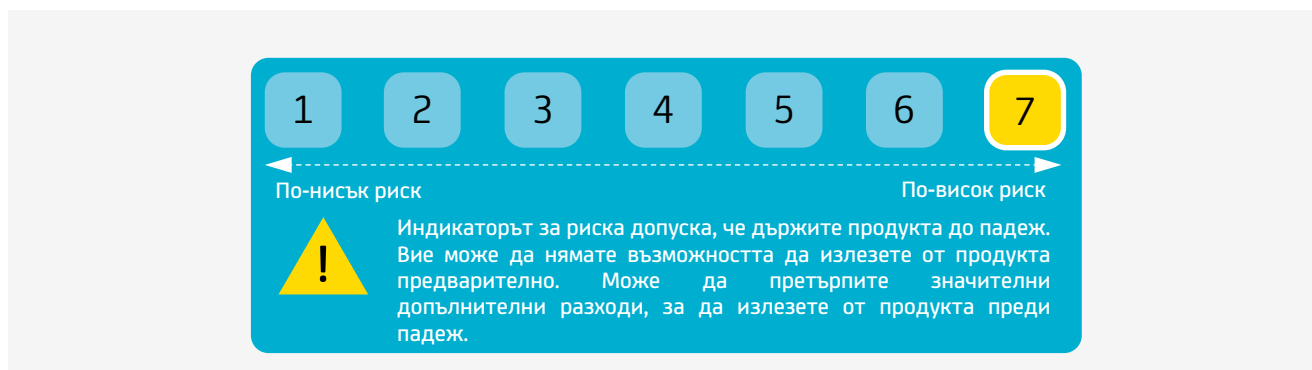 1 2 3 4 5 6 7
По-нисък риск По-висок риск
Индикаторът за риска допуска, че държите продукта до падеж.
Вие може да нямате възможността да излезете от продукта
предварително. Може да претърпите значителни
допълнителни разходи, за да излезете от продукта преди
падеж.
!